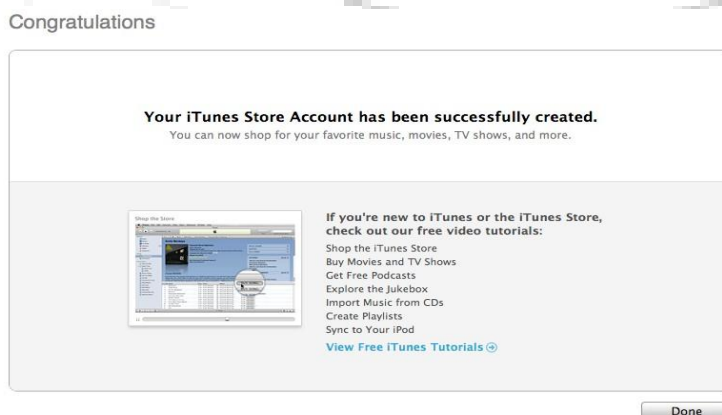 Congratulations
Your iTunes Store Account has been successfully created.
You can now shop for your favorite music, movies, TV shows, and more.
Shop the Store
If you're new to iTunes or the iTunes Store,
check out our free video tutorials:
Shop the iTunes Store
Buy Movies and TV Shows
Get Free Podcasts
Explore the Jukebox
Import Music from CDs
Create Playlists
Sync to Your iPod
View Free iTunes Tutorials
Done